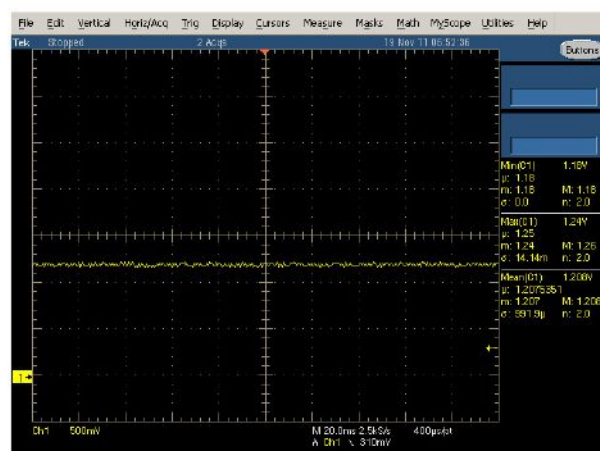 File Edit Vertical Horiz/Acq Trig Display Cursors Measure Masks Math MyScope Utilities Help
Tek Stopped 2 Acqs 19 Nov 11 06:52:36
Buttons
Min(C1) 1.18V
µ: 1.18
m: 1.18 M: 1.18
σ: 0.0 n: 2.0
Max(C1) 1.24V
µ: 1.25
m: 1.24 M: 1.26
σ: 14.14m n: 2.0
Mean(C1) 1.208V
µ: 1.2075351
m: 1.207 M: 1.208
σ: 991.9µ n: 2.0
1
Ch1 500mV M 20.0ms 2.5kS/s 400µs/pt
A Ch1 \ 310mV